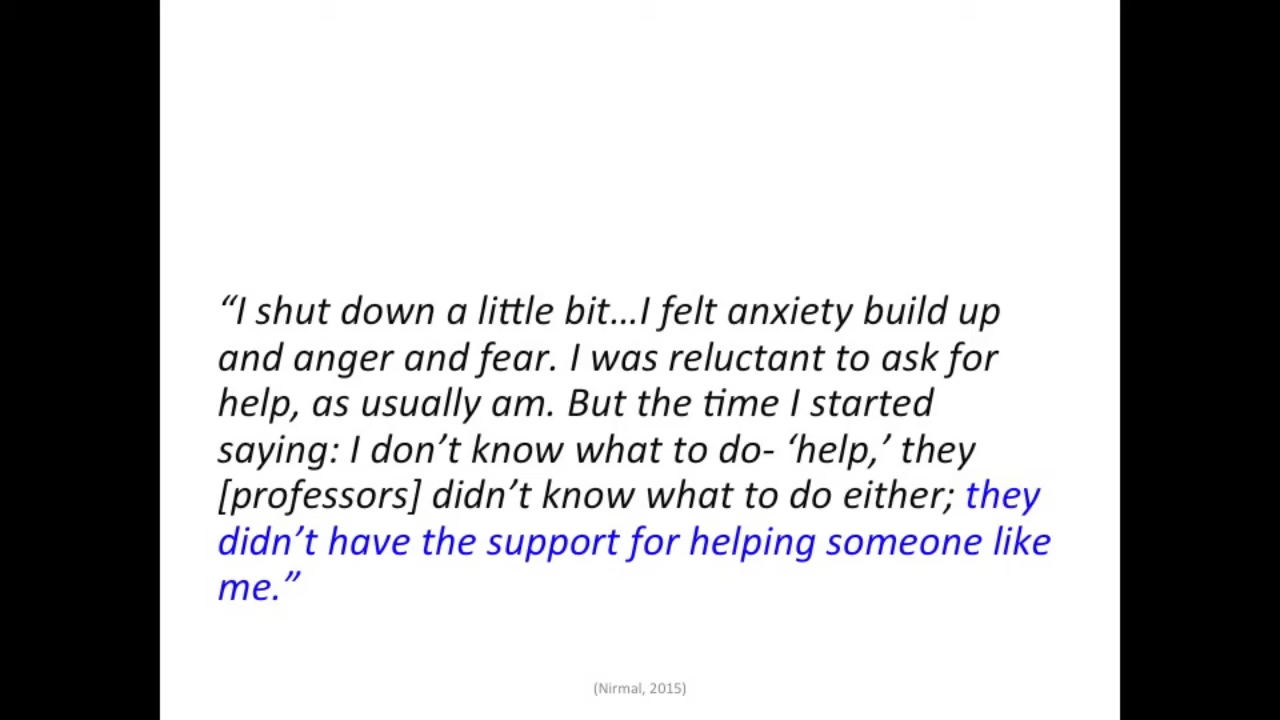 “I shut down a little bit…I felt anxiety build up
and anger and fear. I was reluctant to ask for
help, as usually am. But the time I started
saying: I don’t know what to do- ‘help,’ they
[professors] didn’t know what to do either; they
didn’t have the support for helping someone like
me.”
(Nirmal, 2015)